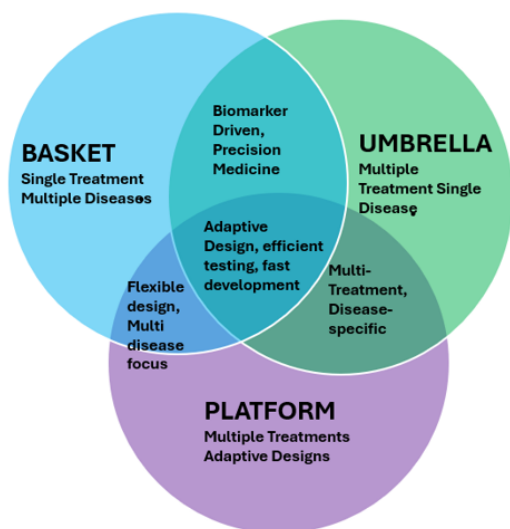 BASKET
Single Treatment
Multiple Diseases
Biomarker
Driven,
Precision
Medicine
UMBRELLA
Multiple
Treatment Single
Disease
Adaptive
Design, efficient
testing, fast
development
Flexible
design,
Multi
disease
focus
Multi-
Treatment,
Disease-
specific
PLATFORM
Multiple Treatments
Adaptive Designs